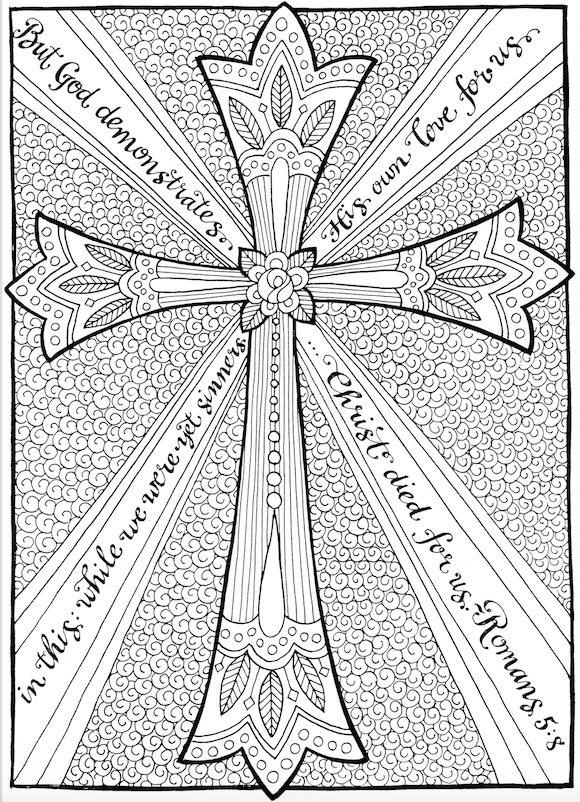 But God demonstrates..
His own love for us
in this: while we were yet sinners
... Christ died for us. ~Romans 5:8